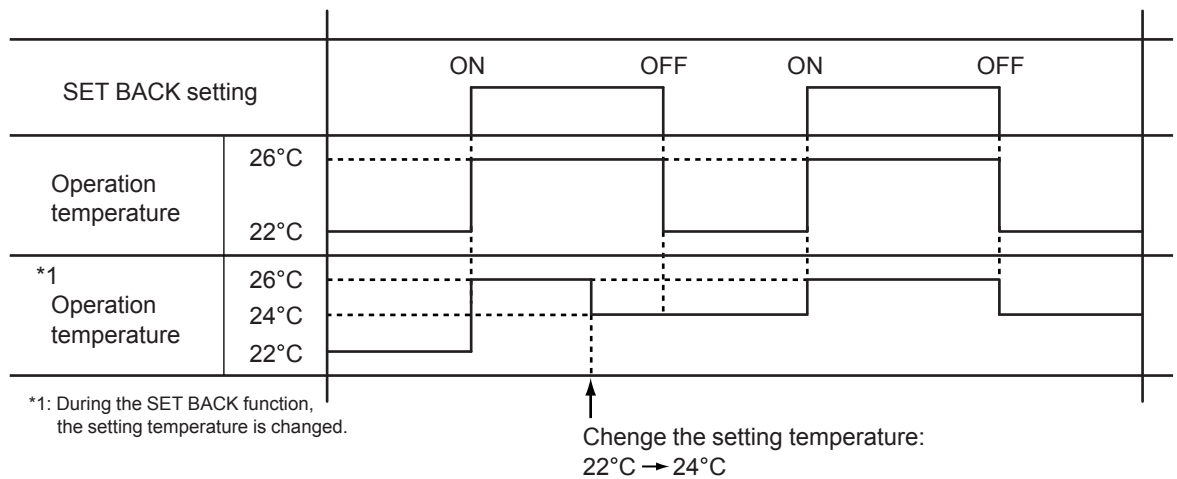 ON OFF ON OFF
SET BACK setting
26°C
Operation
temperature
22°C
*1
26°C
Operation
24°C
temperature
22°C
*1: During the SET BACK function,
the setting temperature is changed.
Chenge the setting temperature:
22°C → 24°C